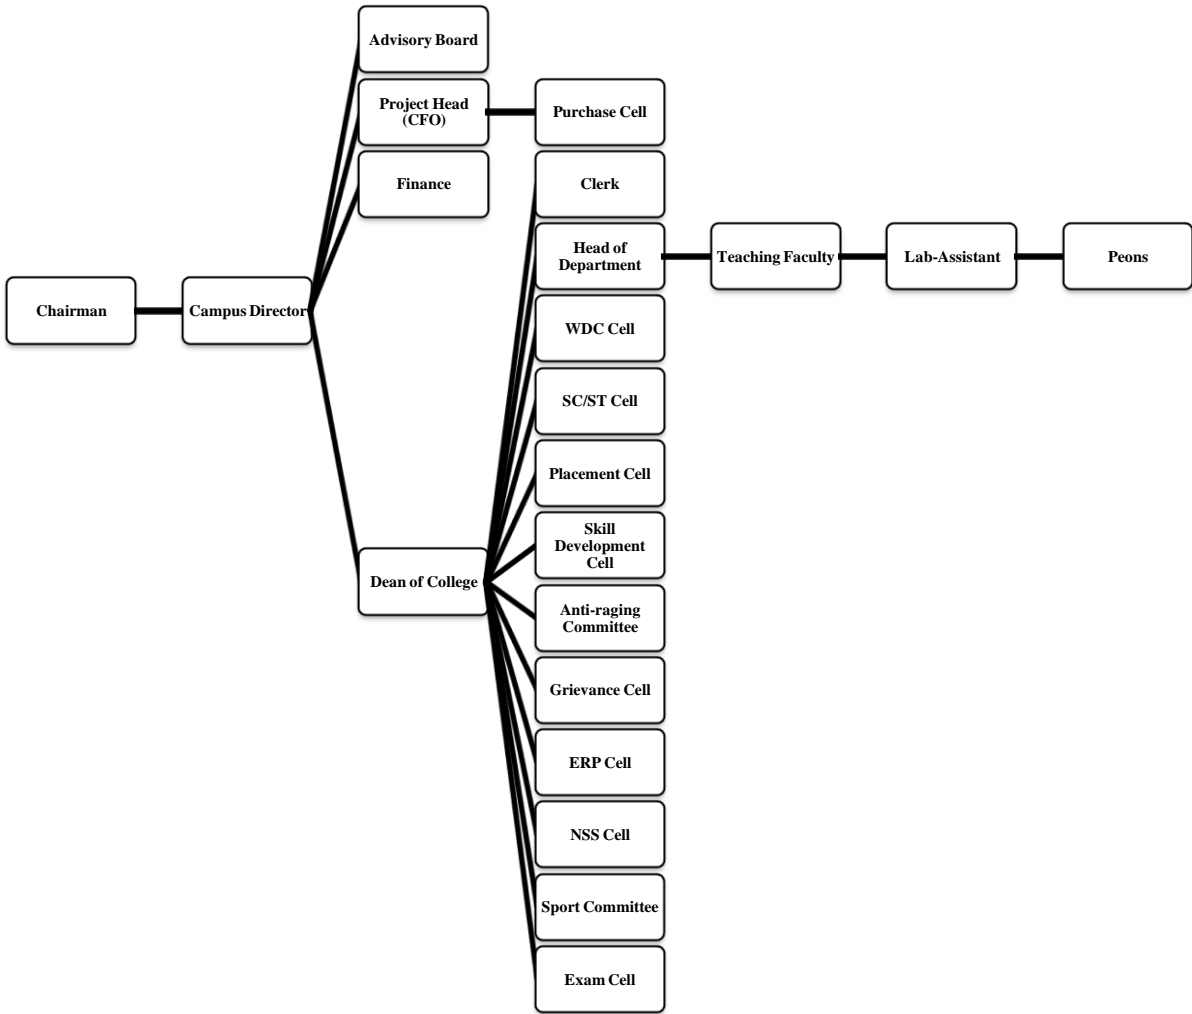 Advisory Board
Project Head
(CFO)
Purchase Cell
Finance
Clerk
Head of
Department
Teaching Faculty
Lab-Assistant
Peons
Chairman
Campus Director
WDC Cell
SC/ST Cell
Placement Cell
Skill
Development
Cell
Dean of College
Anti-raging
Committee
Grievance Cell
ERP Cell
NSS Cell
Sport Committee
Exam Cell